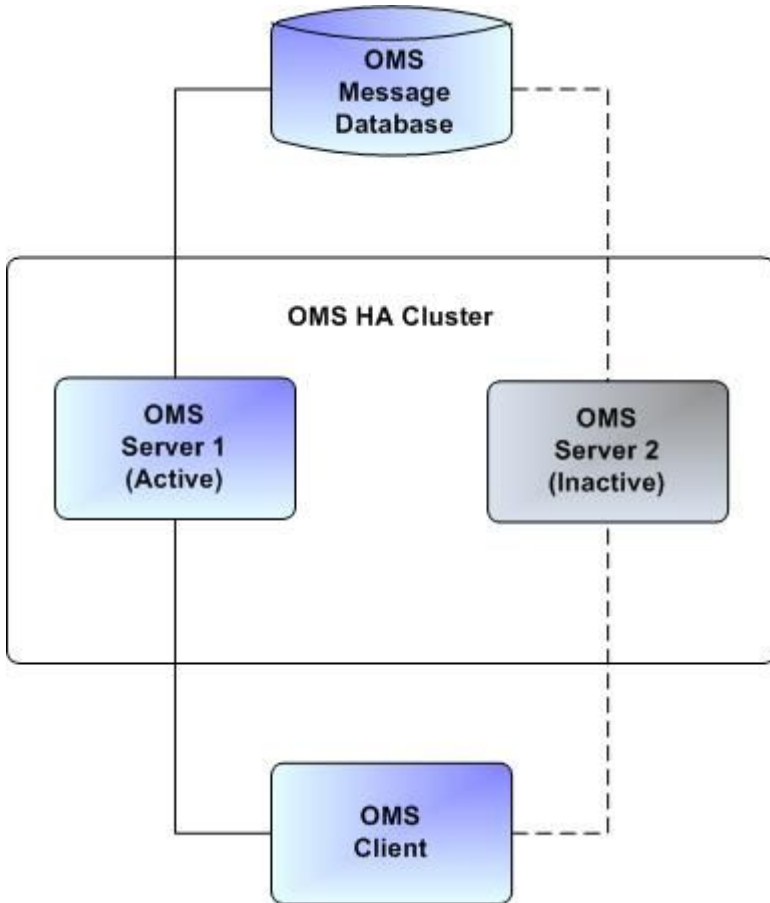 OMS
Message
Database
OMS HA Cluster
OMS
Server 1
(Active)
OMS
Server 2
(Inactive)
OMS
Client